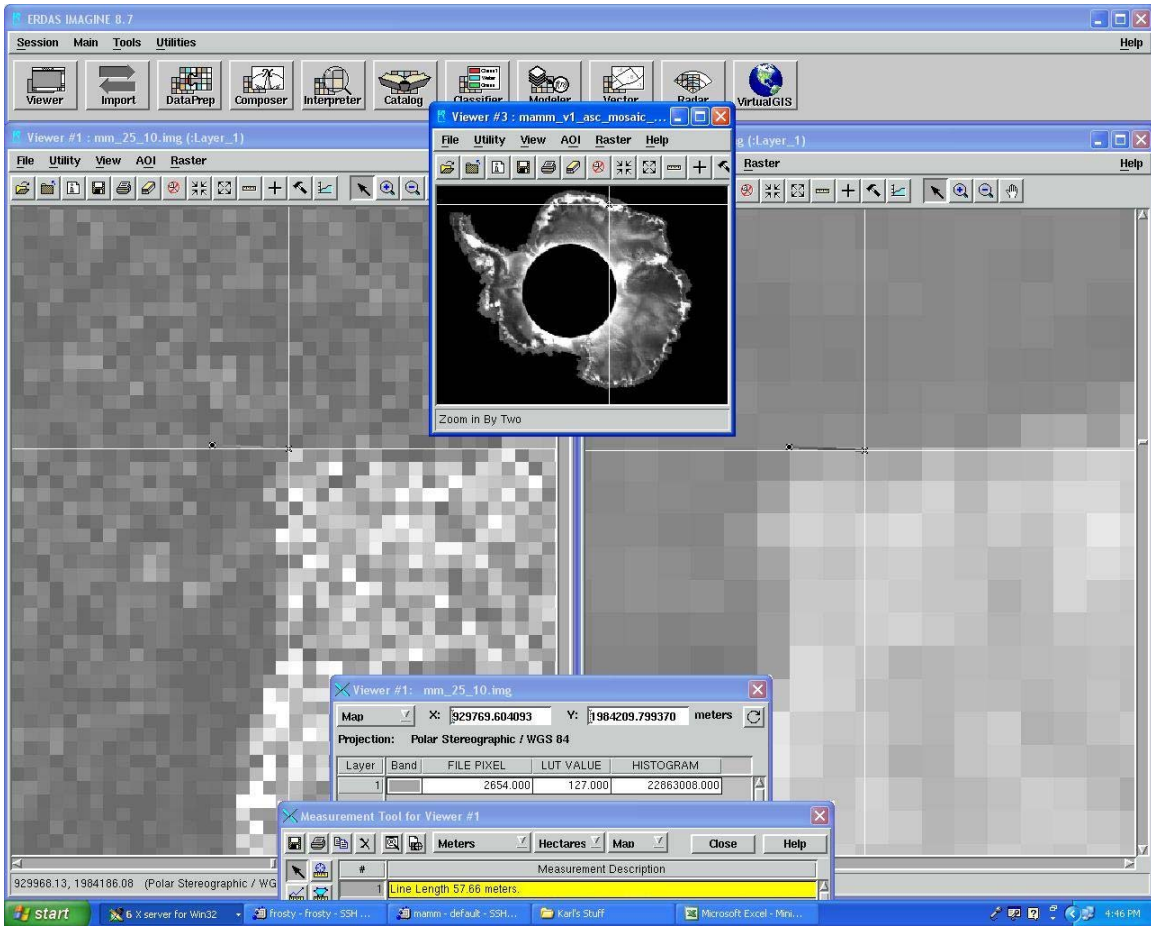 ERDAS IMAGINE 8.7
Session Main Tools Utilities Help
Viewer Import DataPrep Composer Interpreter Catalog Classifier Modeler Vector Radar VirtualGIS
Viewer #3 : mamm_v1_asc_mosaic_...
File Utility View AOI Raster Help
Zoom in By Two
Viewer #1 : mm_25_10.img (:Layer_1)
File Utility View AOI Raster
g (:Layer_1)
Raster Help
Viewer #1: mm_25_10.img
Map X: 929769.604093 Y: 1984209.799370 meters
Projection: Polar Stereographic / WGS 84
Layer Band FILE PIXEL LUT VALUE HISTOGRAM
1 2654.000 127.000 22863008.000
Measurement Tool for Viewer #1
Meters Hectares Map Close Help
# Measurement Description
1 Line Length 57.66 meters.
929968.13, 1984186.08 (Polar Stereographic / WG
start 6 X server for Win32 frosty - frosty - SSH ... mamm - default - SSH... Karl's Stuff Microsoft Excel - Mini... 4:46 PM